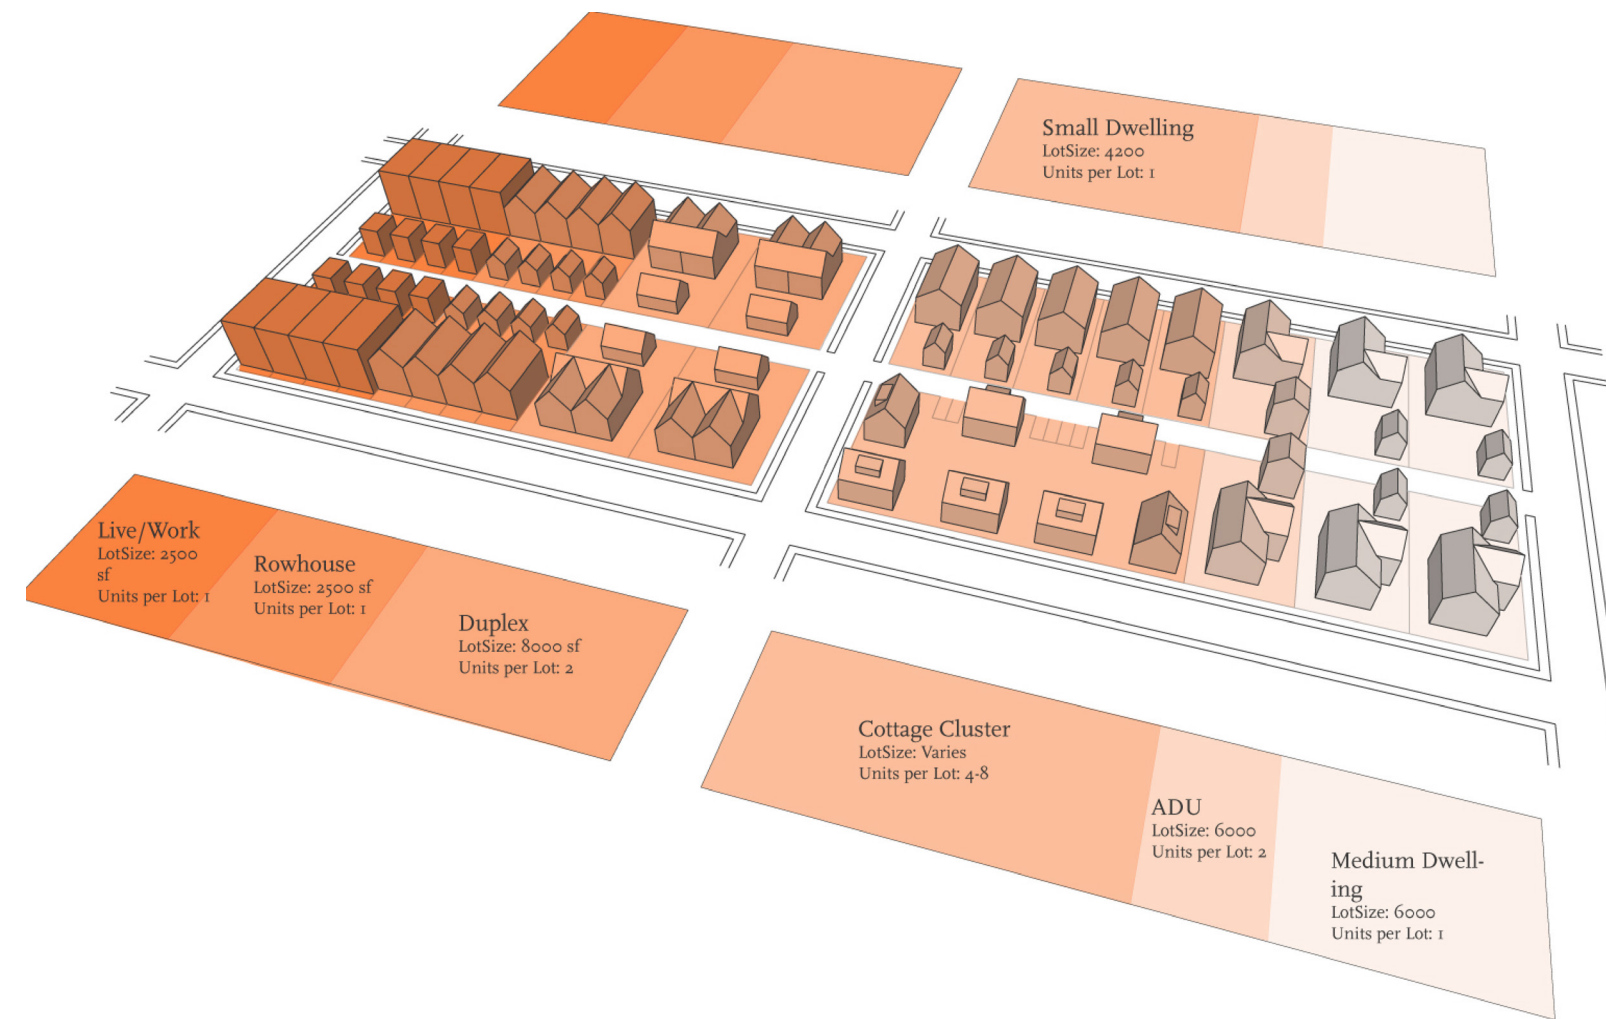 Small Dwelling
LotSize: 4200
Units per Lot: 1
Live/Work
LotSize: 2500
sf
Units per Lot: 1
Rowhouse
LotSize: 2500 sf
Units per Lot: 1
Duplex
LotSize: 8000 sf
Units per Lot: 2
Cottage Cluster
LotSize: Varies
Units per Lot: 4-8
ADU
LotSize: 6000
Units per Lot: 2
Medium Dwell-
ing
LotSize: 6000
Units per Lot: 1